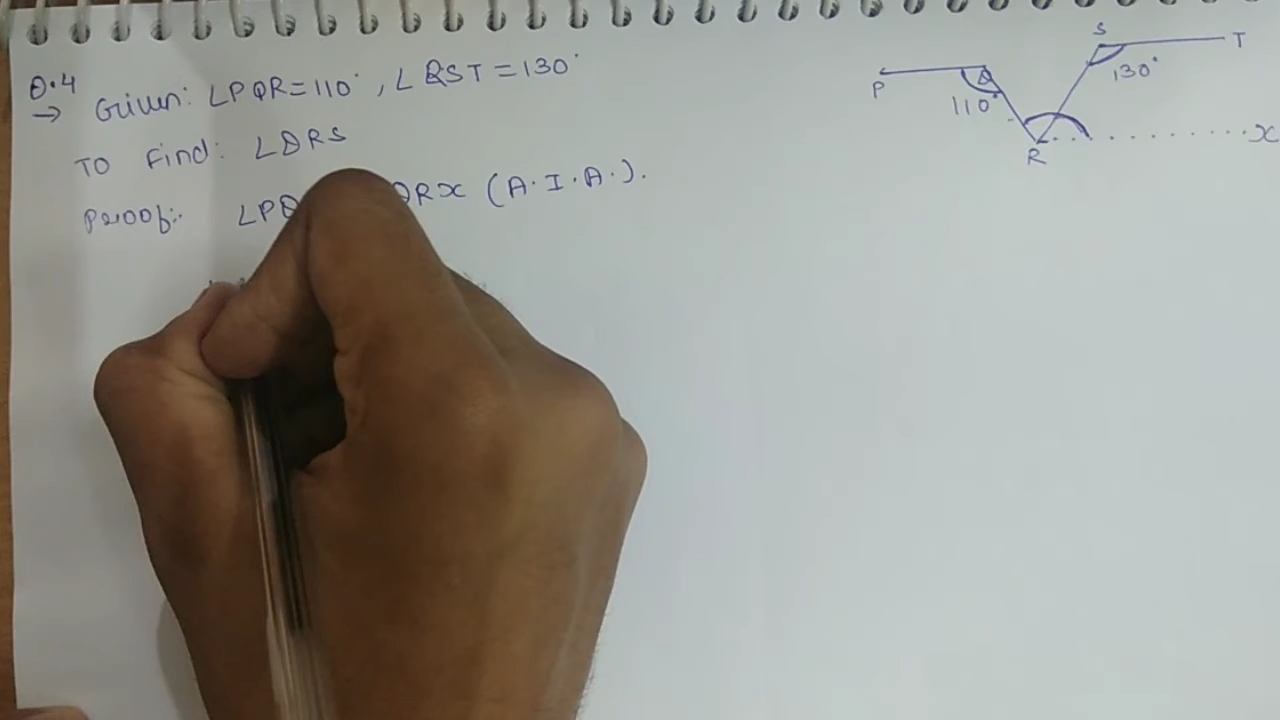 Q.4
→ Given: ∠PQR=110°, ∠RST=130°
To Find: ∠QRS
Proof:- ∠PQ QRX (A.I.A.).
P
Q
110°
R
S
T
130°
X